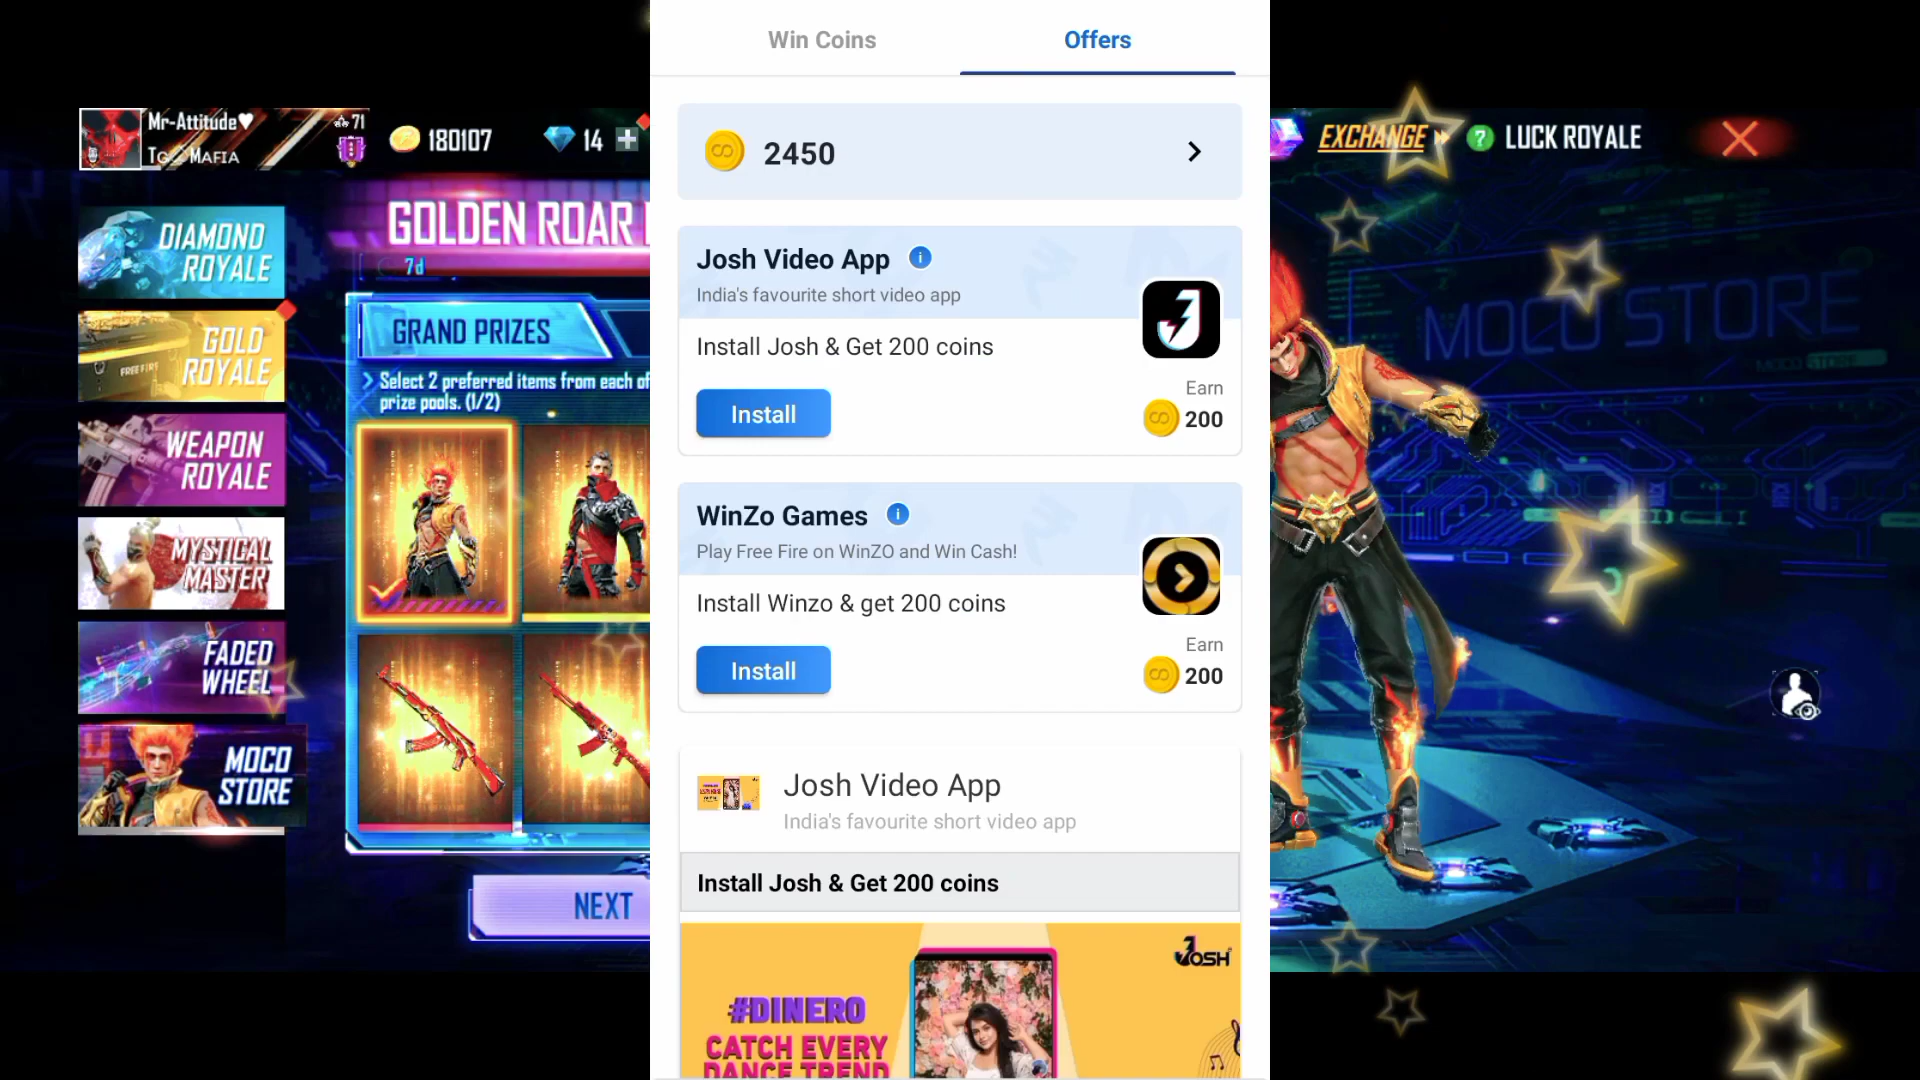 Mr-Attitude♥
71
TG MAFIA
180107
14
DIAMOND
ROYALE
GOLD
ROYALE
FREE FIRE
WEAPON
ROYALE
MYSTICAL
MASTER
FADED
WHEEL
MOCO
STORE
GOLDEN ROAR
7d
GRAND PRIZES
Select 2 preferred items from each of
prize pools. (1/2)
NEXT
Win Coins
Offers
2450
Josh Video App
India's favourite short video app
Install Josh & Get 200 coins
Install
Earn
200
WinZo Games
Play Free Fire on WinZO and Win Cash!
Install Winzo & get 200 coins
Install
Earn
200
Josh Video App
India's favourite short video app
Install Josh & Get 200 coins
JOSH
#DINERO
CATCH EVERY
DANCE TREND
EXCHANGE
?
LUCK ROYALE
MOCO STORE